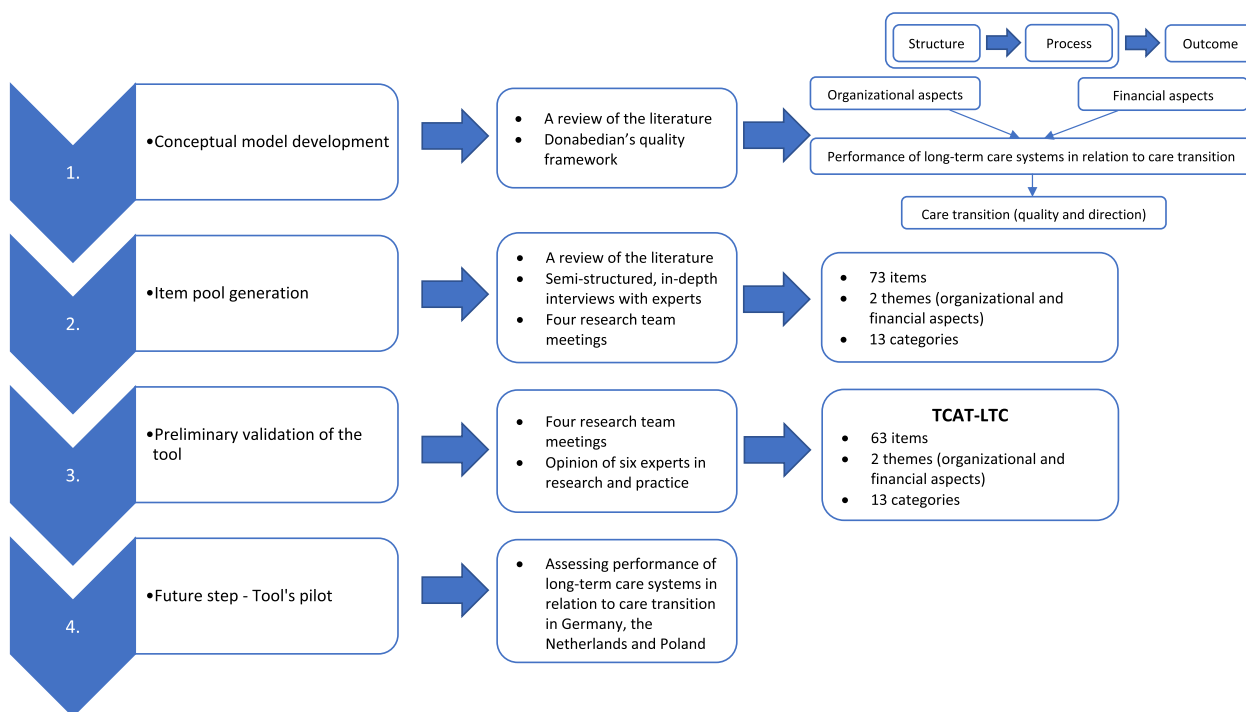 Structure
Process
Outcome
Organizational aspects
Financial aspects
1.
•Conceptual model development
• A review of the literature
• Donabedian's quality
framework
Performance of long-term care systems in relation to care transition
Care transition (quality and direction)
2.
•Item pool generation
• A review of the literature
• Semi-structured, in-depth
interviews with experts
• Four research team
meetings
• 73 items
• 2 themes (organizational and
financial aspects)
• 13 categories
3.
•Preliminary validation of the
tool
• Four research team
meetings
• Opinion of six experts in
research and practice
TCAT-LTC
• 63 items
• 2 themes (organizational and
financial aspects)
• 13 categories
4.
•Future step - Tool's pilot
• Assessing performance of
long-term care systems in
relation to care transition
in Germany, the
Netherlands and Poland